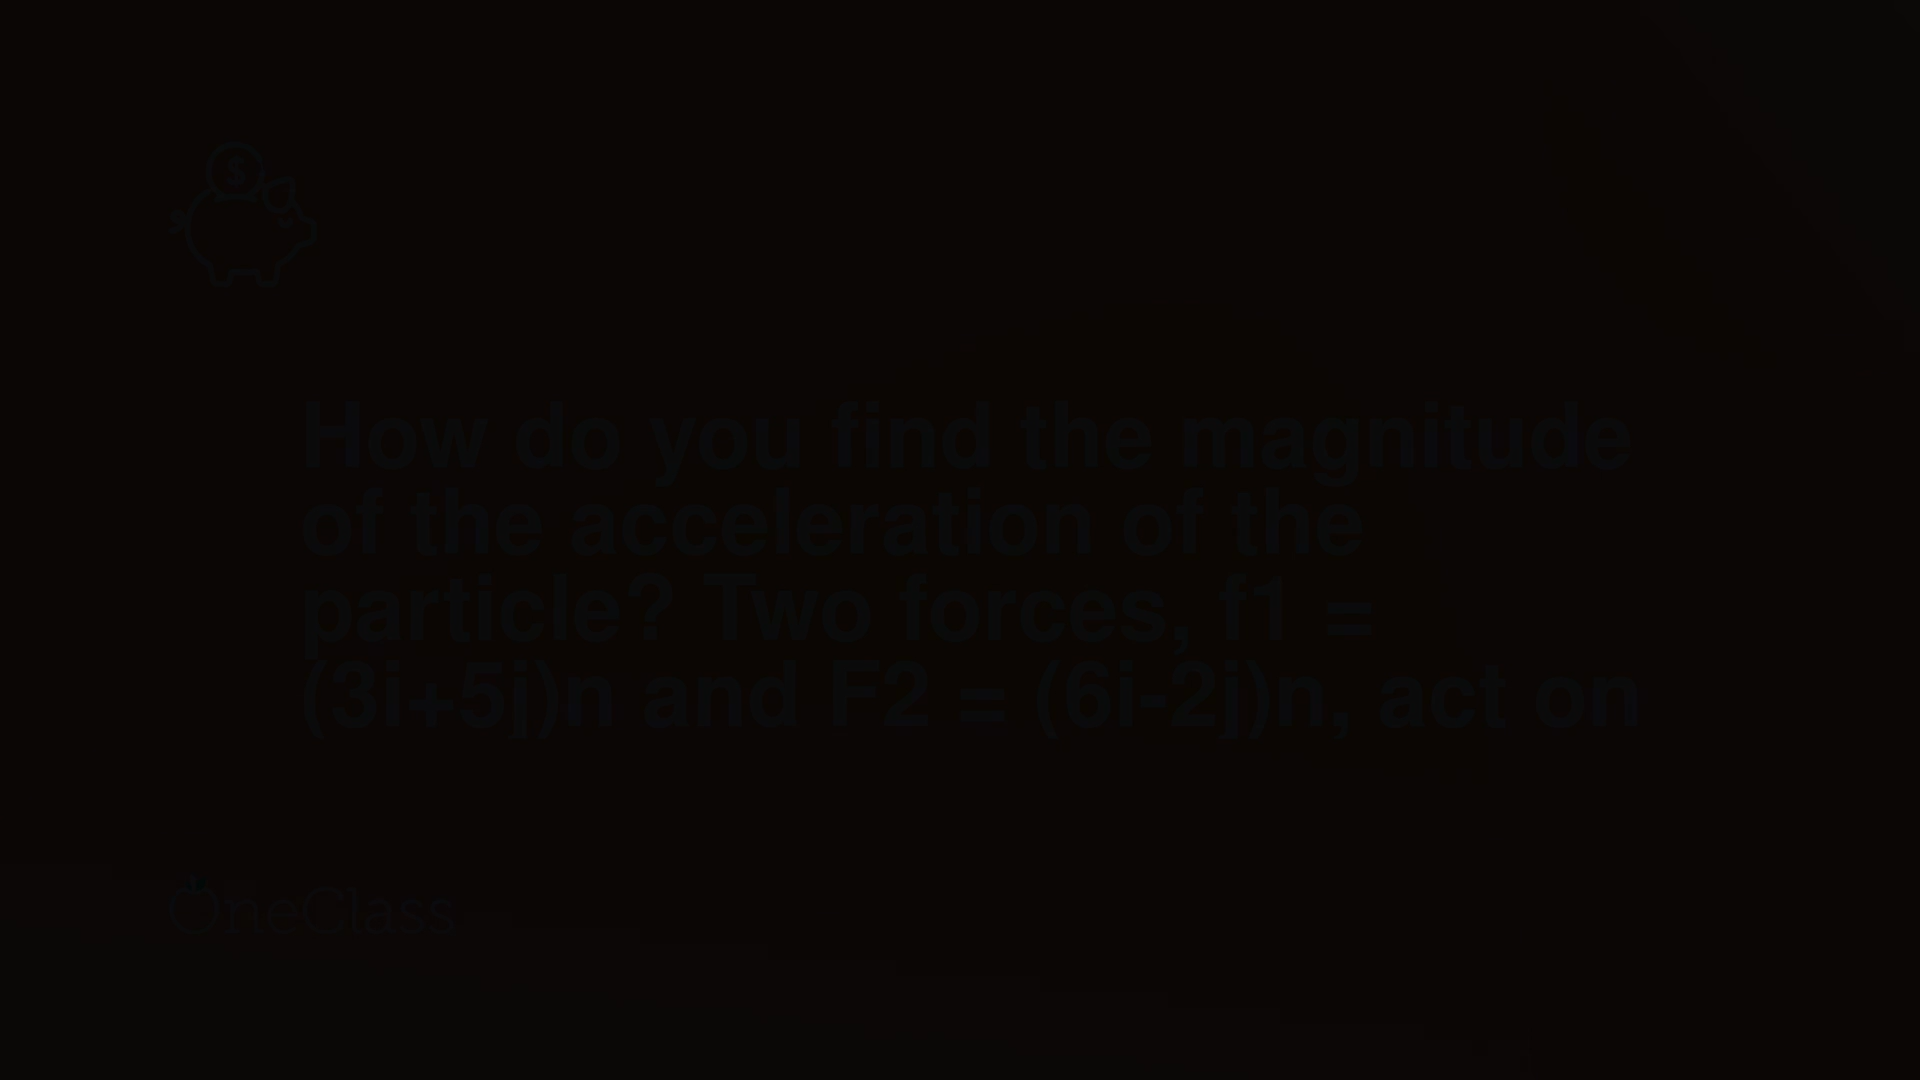 $
How do you find the magnitude
of the acceleration of the
particle? Two forces, f1 =
(3i+5j)n and F2 = (6i-2j)n, act on
OneClass